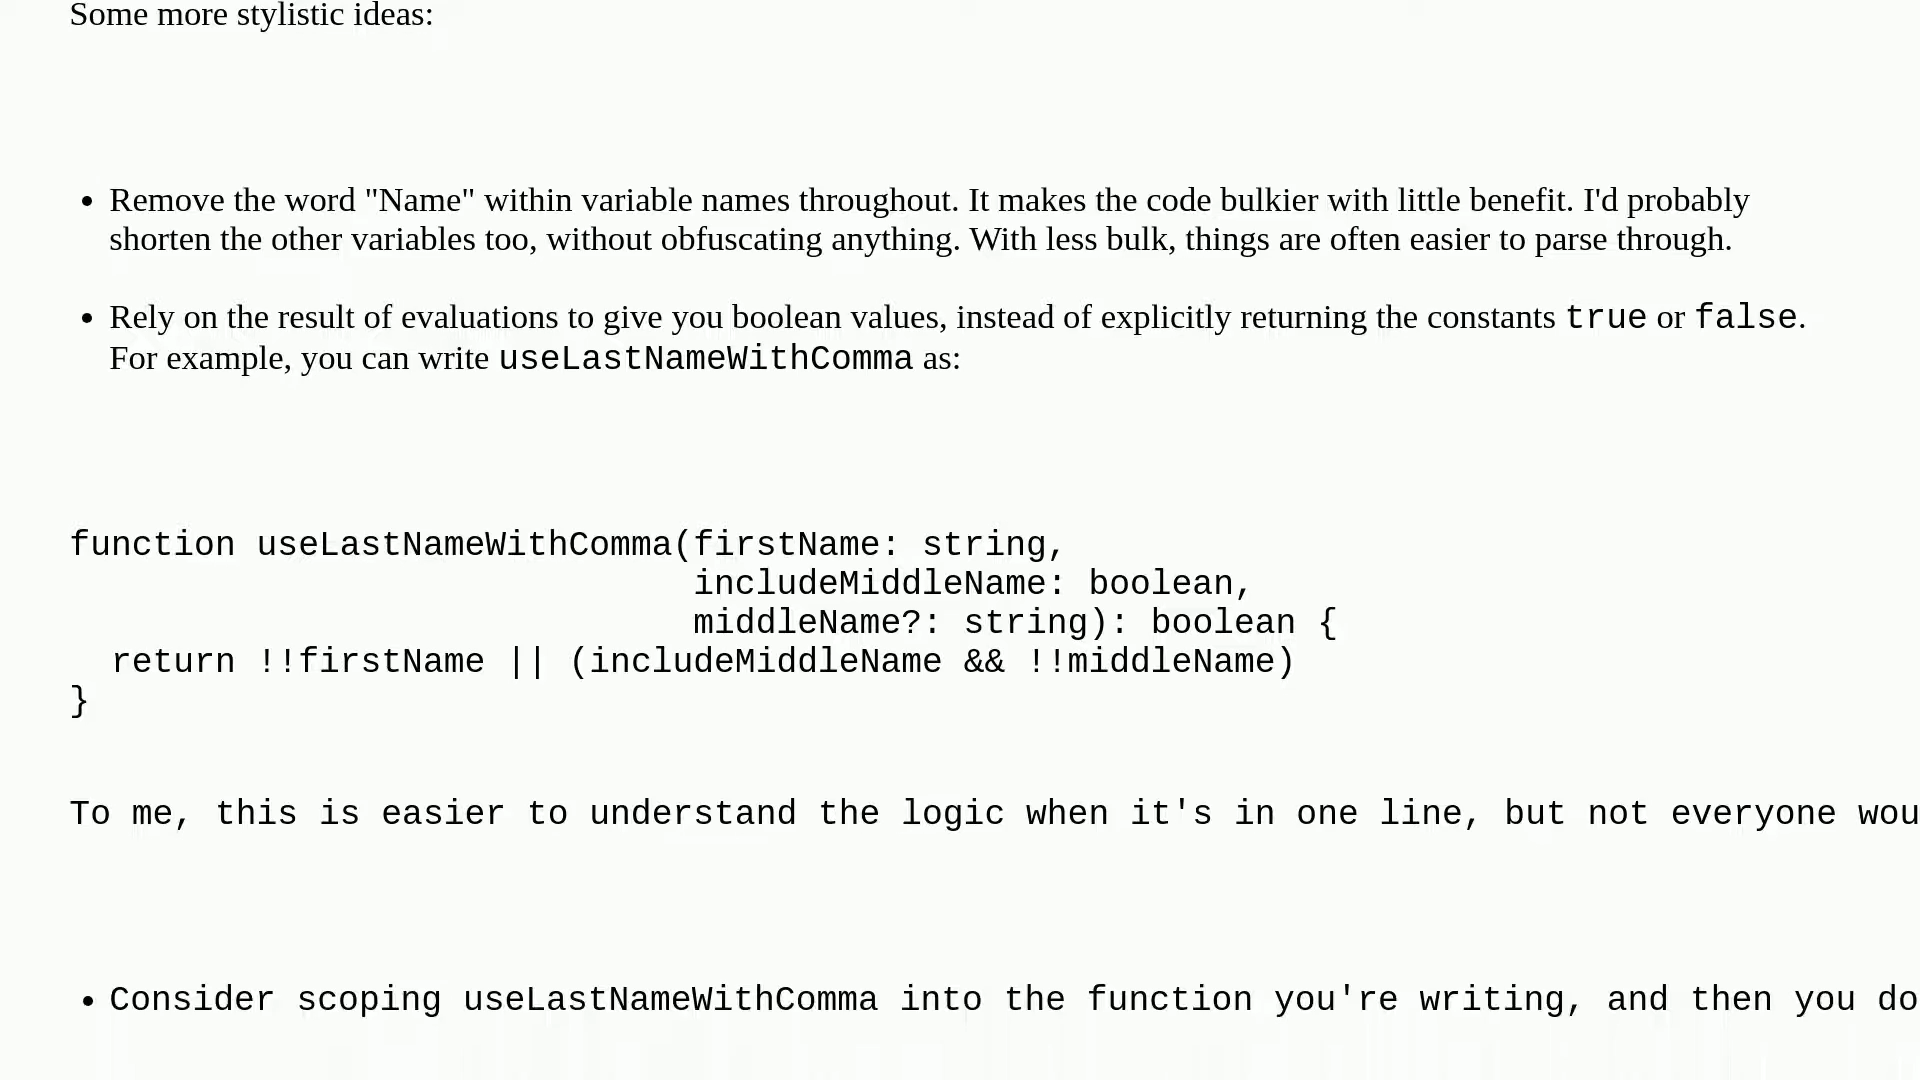 Some more stylistic ideas:
• Remove the word "Name" within variable names throughout. It makes the code bulkier with little benefit. I'd probably
shorten the other variables too, without obfuscating anything. With less bulk, things are often easier to parse through.
• Rely on the result of evaluations to give you boolean values, instead of explicitly returning the constants true or false.
For example, you can write useLastNameWithComma as:
function useLastNameWithComma(firstName: string,
                              includeMiddleName: boolean,
                              middleName?: string): boolean {
  return !!firstName || (includeMiddleName && !!middleName)
}
To me, this is easier to understand the logic when it's in one line, but not everyone wou
• Consider scoping useLastNameWithComma into the function you're writing, and then you do